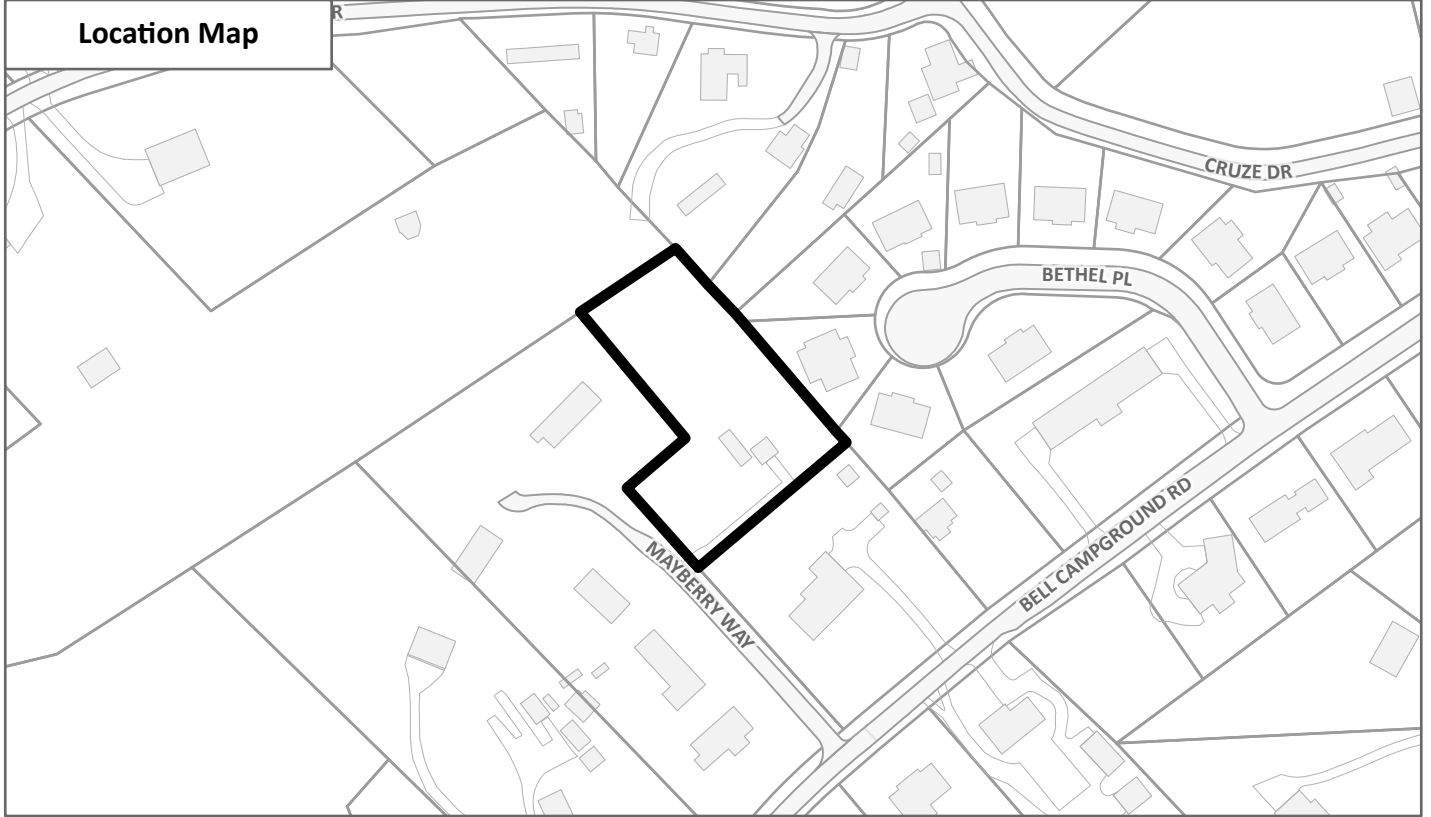 Location Map
R
CRUZE DR
BETHEL PL
BELL CAMPGROUND RD
MAYBERRY WAY